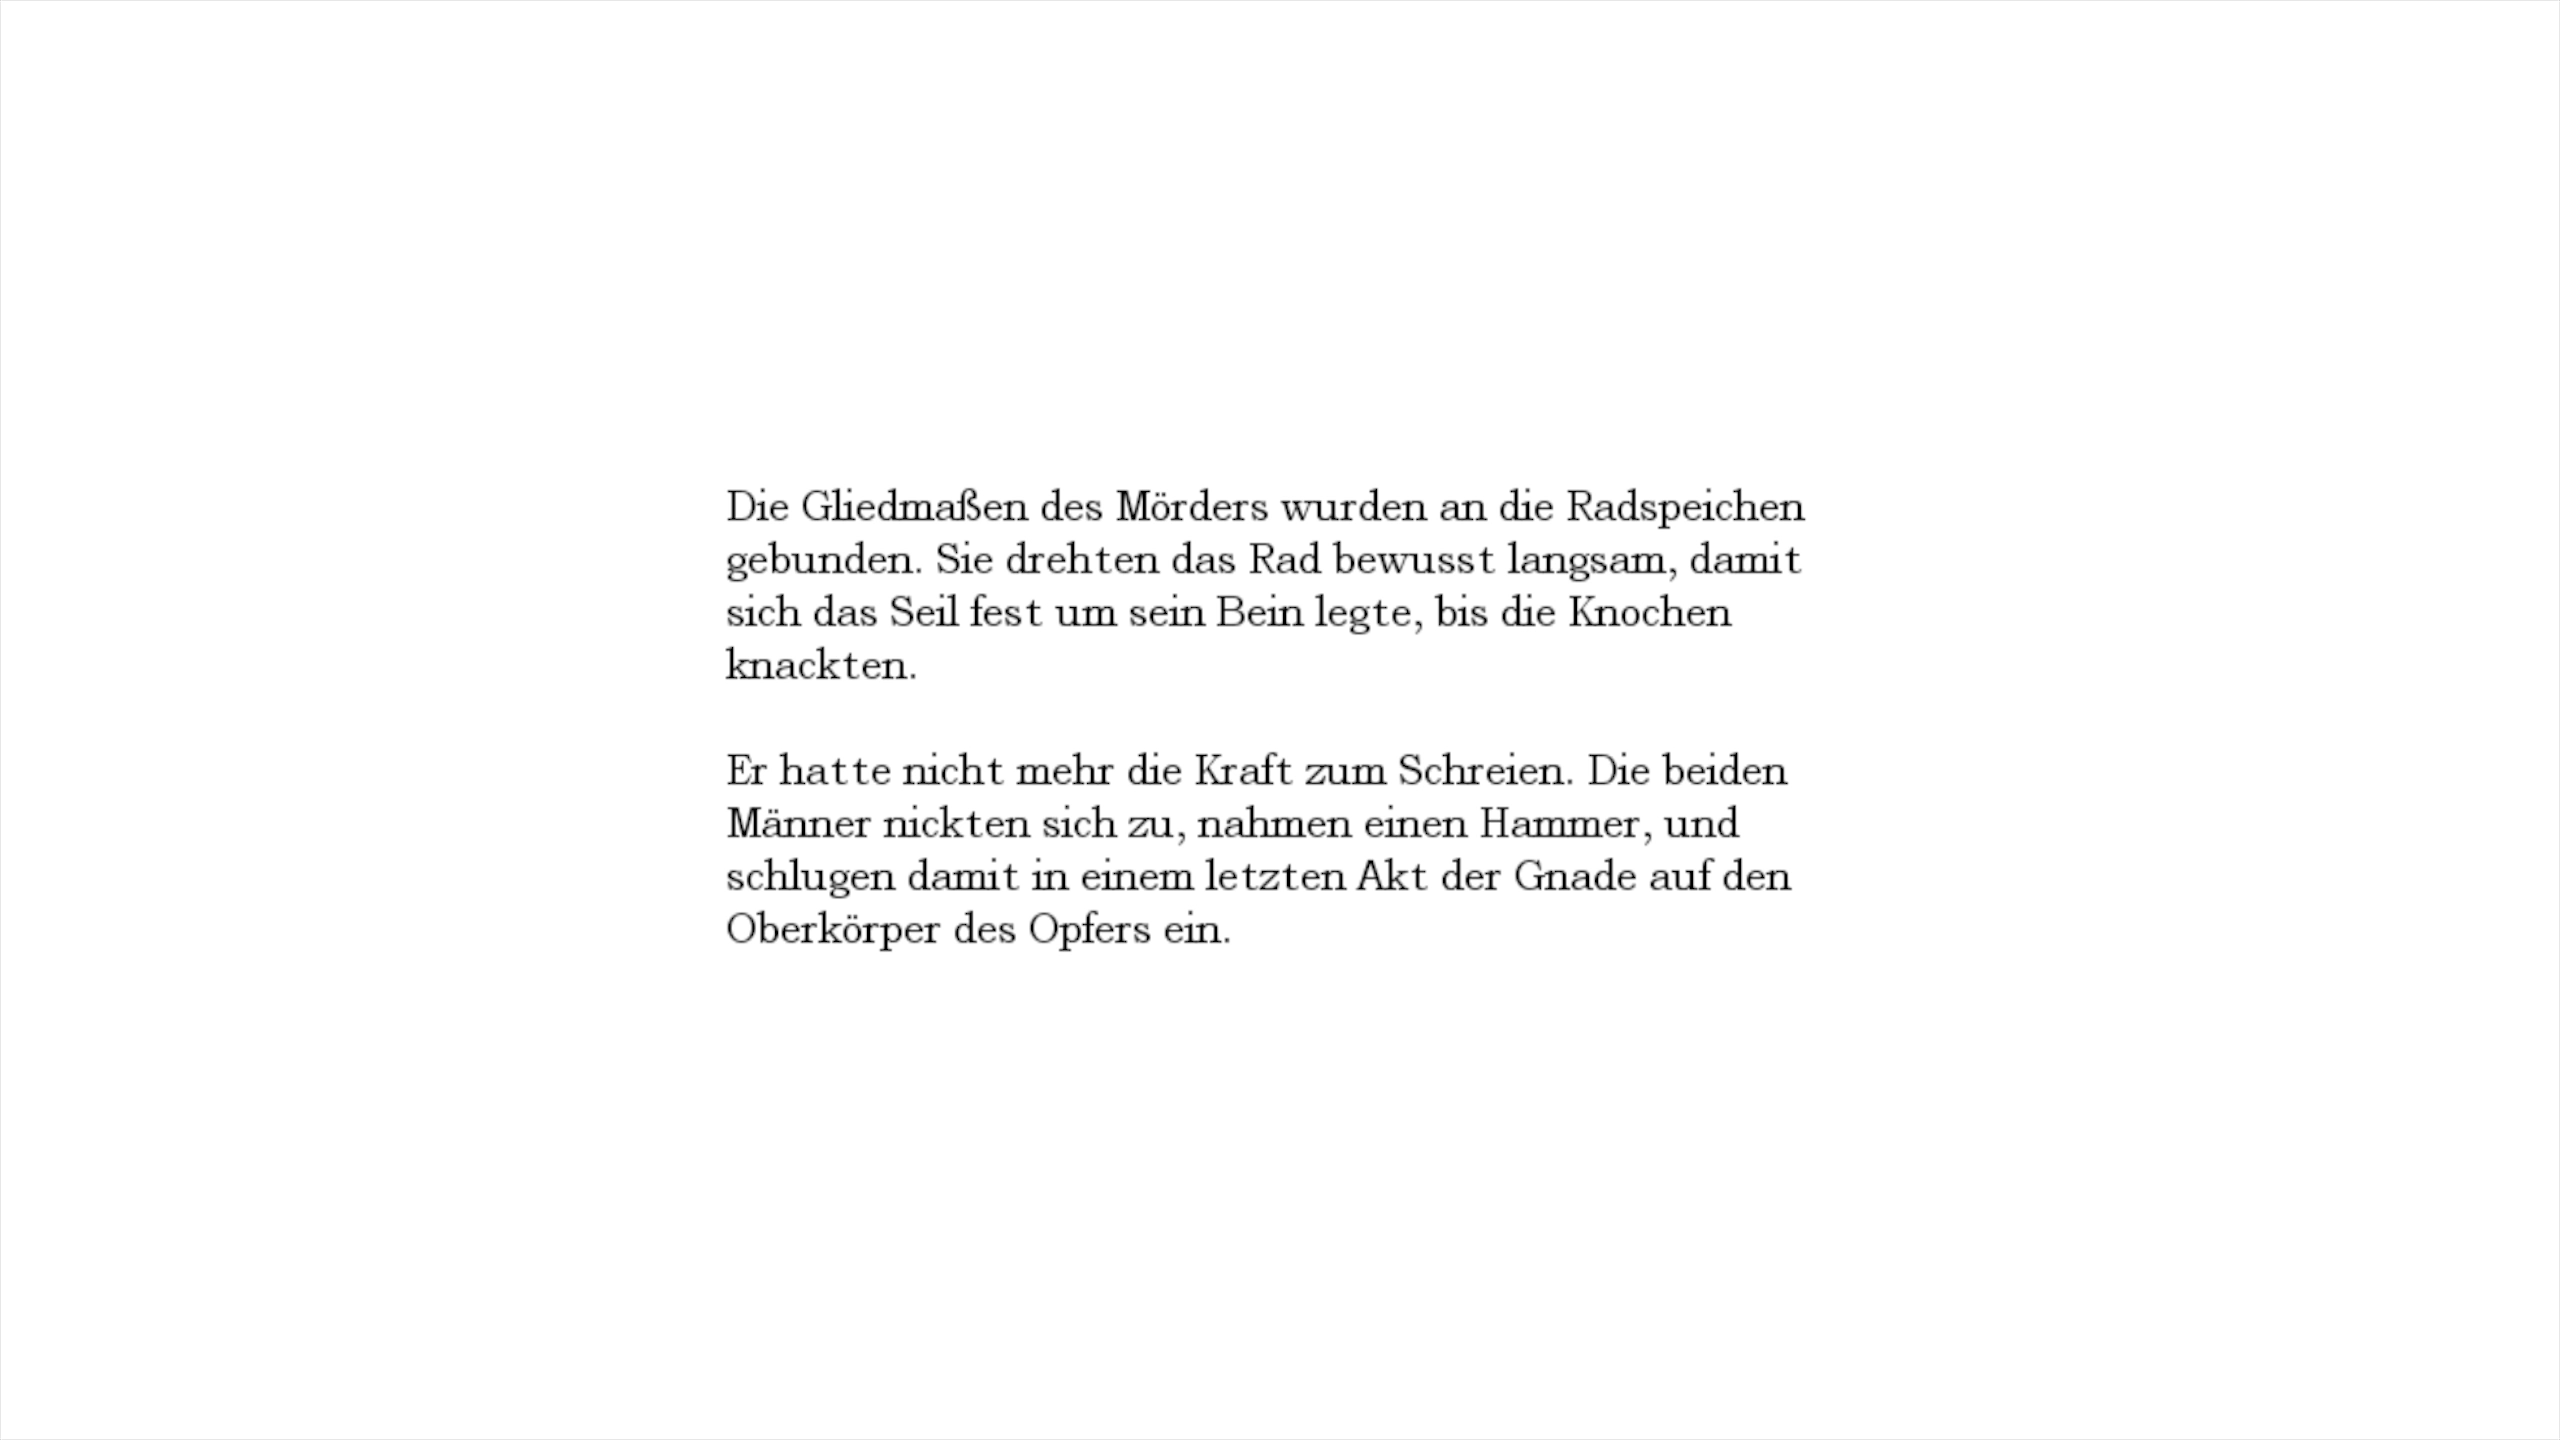 Die Gliedmaßen des Mörders wurden an die Radspeichen
gebunden. Sie drehten das Rad bewusst langsam, damit
sich das Seil fest um sein Bein legte, bis die Knochen
knackten.
Er hatte nicht mehr die Kraft zum Schreien. Die beiden
Männer nickten sich zu, nahmen einen Hammer, und
schlugen damit in einem letzten Akt der Gnade auf den
Oberkörper des Opfers ein.